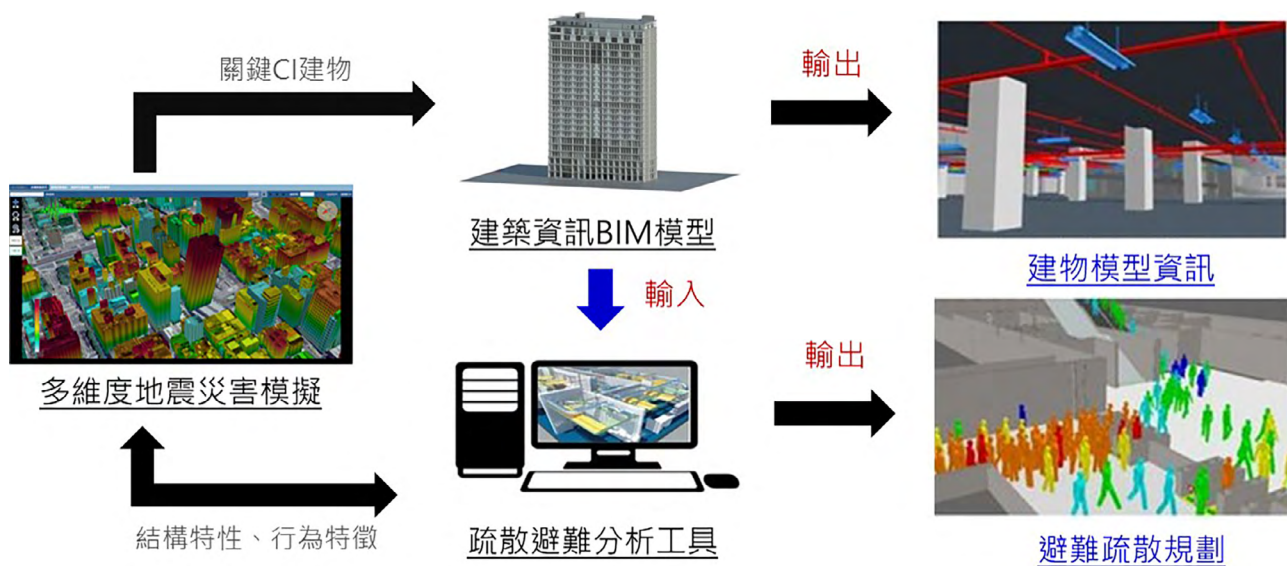 關鍵CI建物
輸出
建築資訊BIM模型
建物模型資訊
輸入
多維度地震災害模擬
輸出
結構特性、行為特徵
疏散避難分析工具
避難疏散規劃